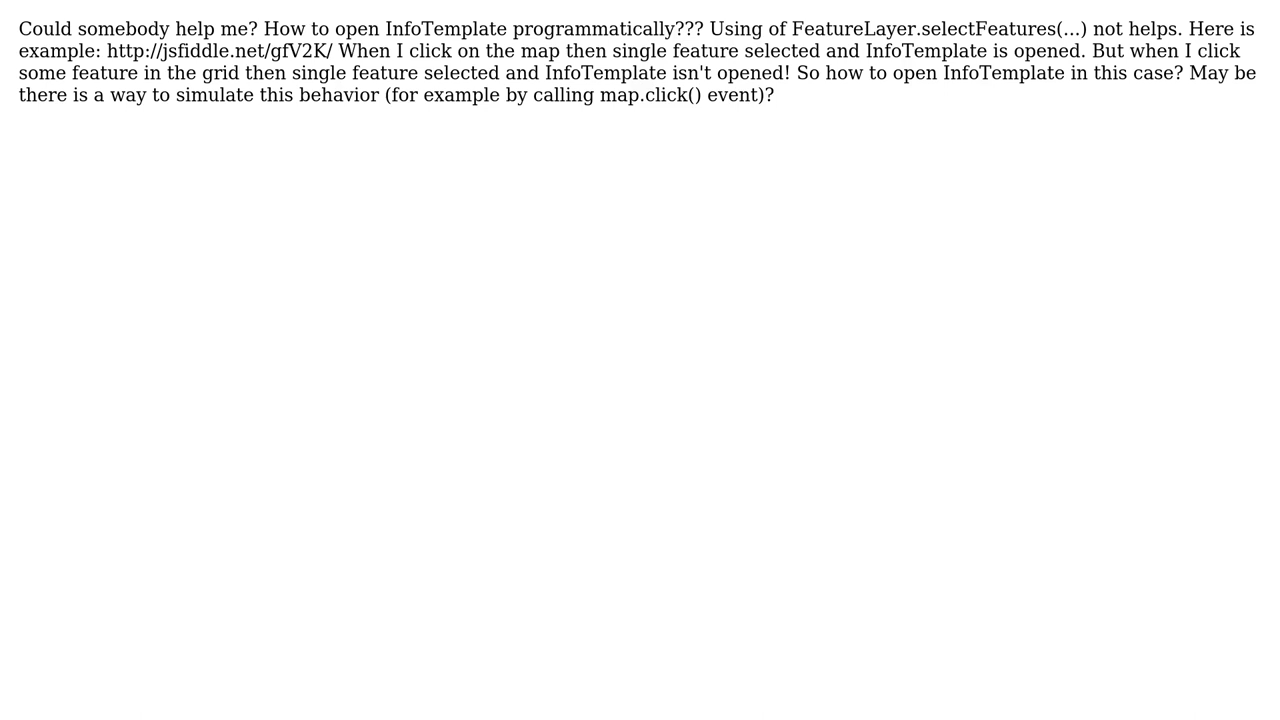 Could somebody help me? How to open InfoTemplate programmatically??? Using of FeatureLayer.selectFeatures(...) not helps. Here is
example: http://jsfiddle.net/gfV2K/ When I click on the map then single feature selected and InfoTemplate is opened. But when I click
some feature in the grid then single feature selected and InfoTemplate isn't opened! So how to open InfoTemplate in this case? May be
there is a way to simulate this behavior (for example by calling map.click() event)?